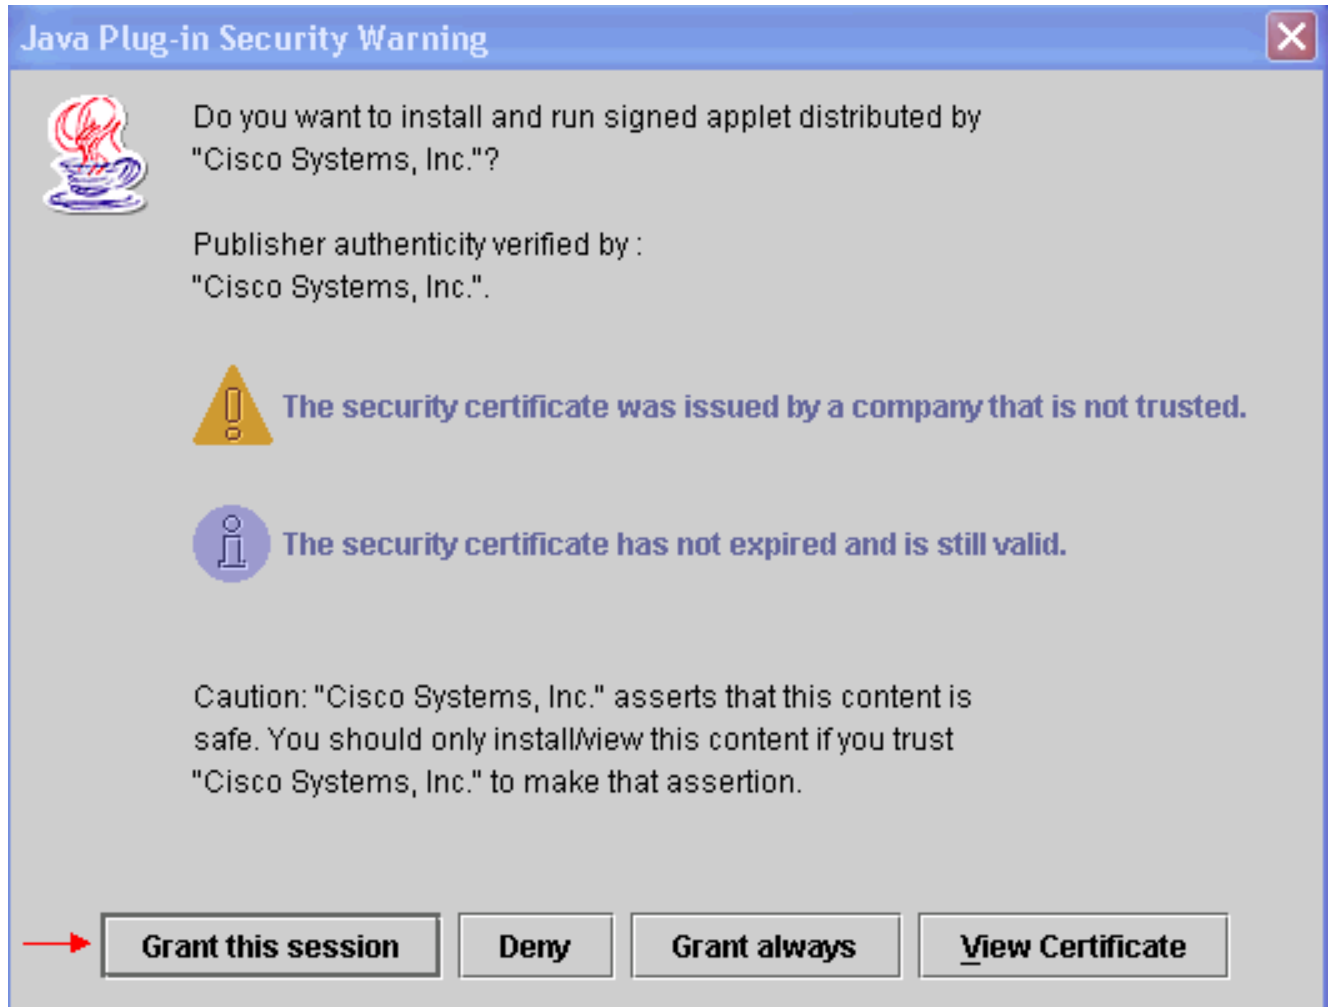 Java Plug-in Security Warning
Do you want to install and run signed applet distributed by
"Cisco Systems, Inc."?
Publisher authenticity verified by :
"Cisco Systems, Inc.".
The security certificate was issued by a company that is not trusted.
The security certificate has not expired and is still valid.
Caution: "Cisco Systems, Inc." asserts that this content is
safe. You should only install/view this content if you trust
"Cisco Systems, Inc." to make that assertion.
Grant this session Deny Grant always View Certificate